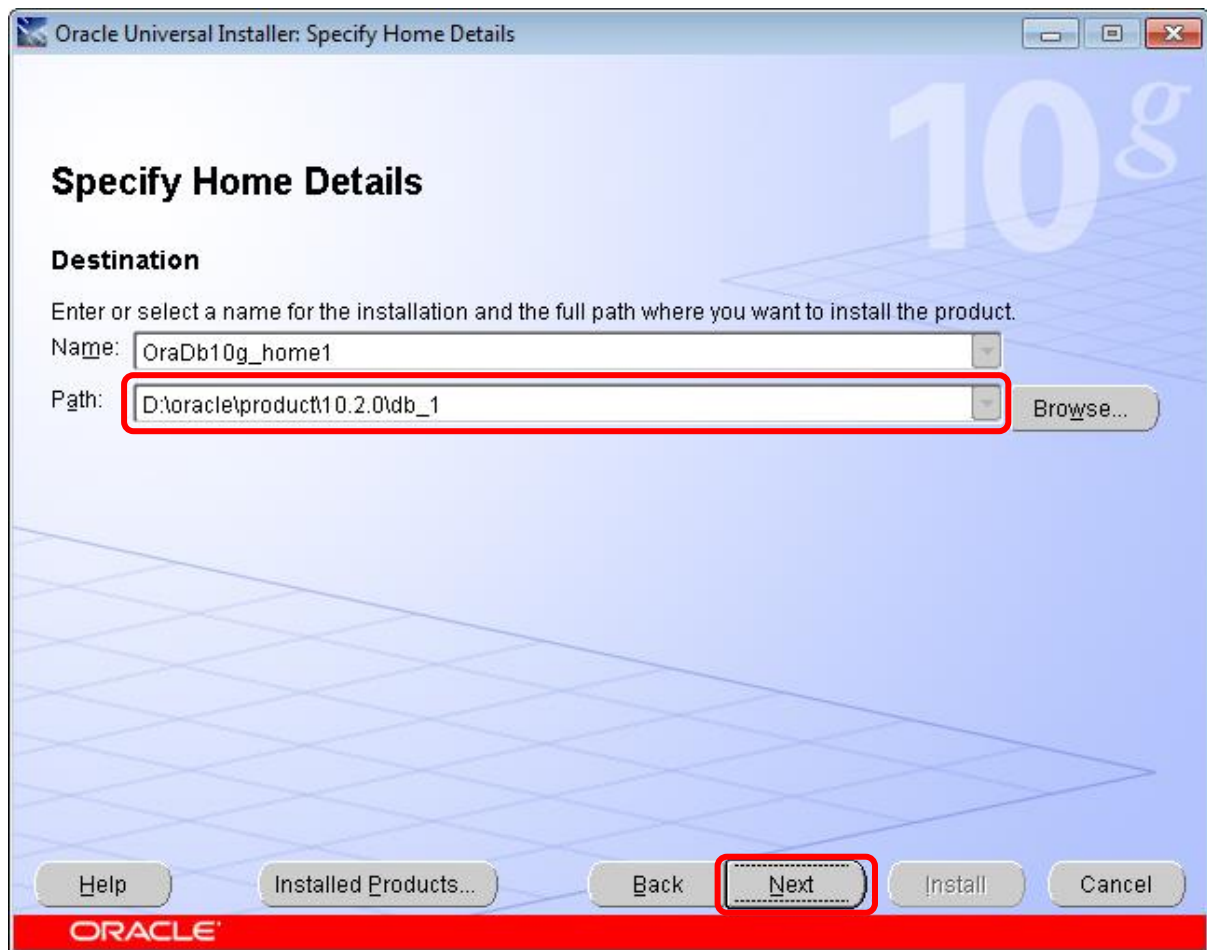 Oracle Universal Installer: Specify Home Details
10g
Specify Home Details
Destination
Enter or select a name for the installation and the full path where you want to install the product.
Name: OraDb10g_home1
Path: D:\oracle\product\10.2.0\db_1 Browse...
Help Installed Products... Back Next Install Cancel
ORACLE